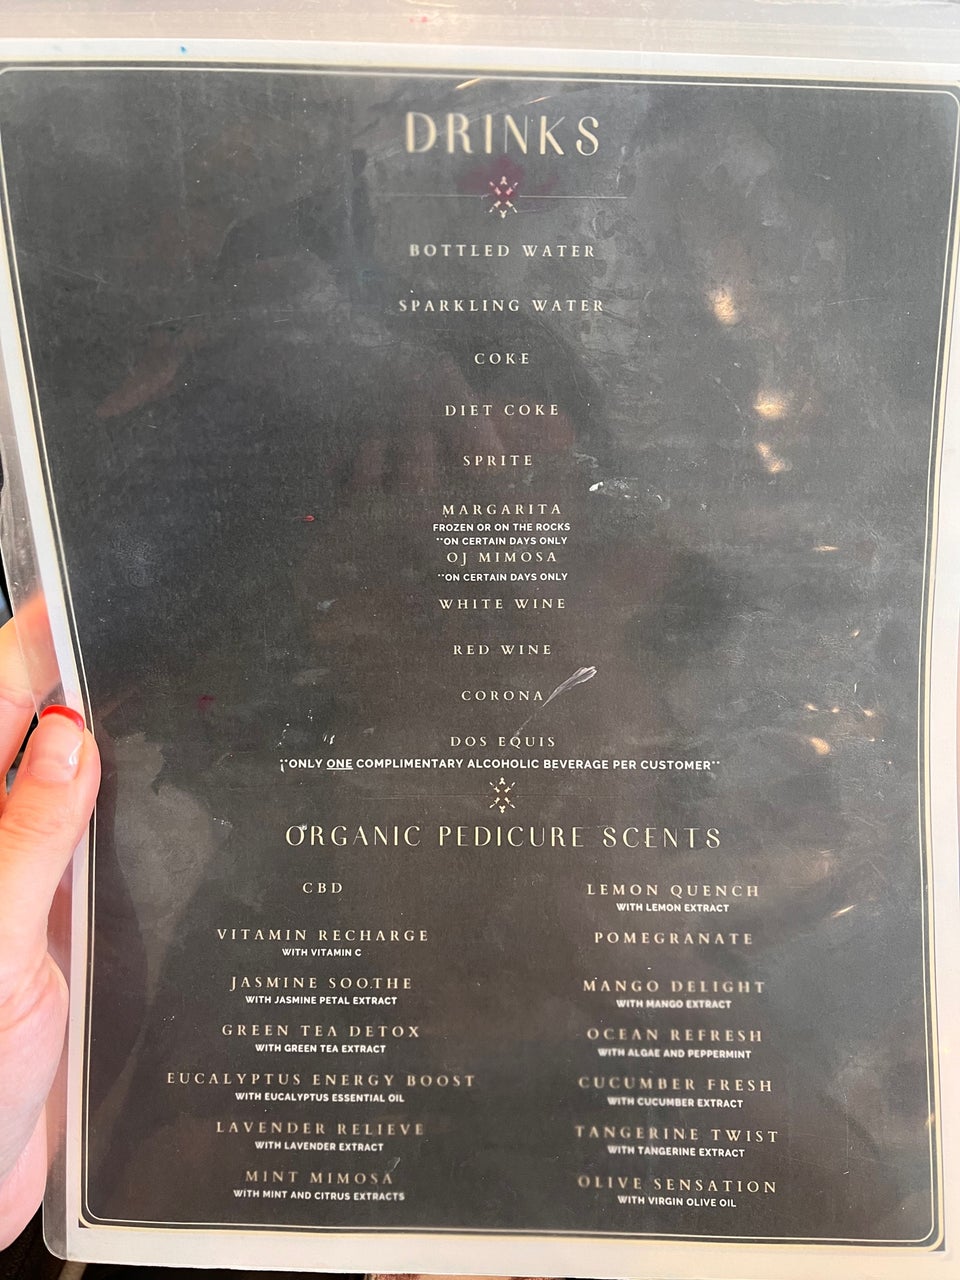 DRINKS
BOTTLED WATER
SPARKLING WATER
COKE
DIET COKE
SPRITE
MARGARITA
FROZEN OR ON THE ROCKS
**ON CERTAIN DAYS ONLY
OJ MIMOSA
**ON CERTAIN DAYS ONLY
WHITE WINE
RED WINE
CORONA
DOS EQUIS
**ONLY ONE COMPLIMENTARY ALCOHOLIC BEVERAGE PER CUSTOMER**
ORGANIC PEDICURE SCENTS
CBD
VITAMIN RECHARGE
WITH VITAMIN C
JASMINE SOOTHE
WITH JASMINE PETAL EXTRACT
GREEN TEA DETOX
WITH GREEN TEA EXTRACT
EUCALYPTUS ENERGY BOOST
WITH EUCALYPTUS ESSENTIAL OIL
LAVENDER RELIEVE
WITH LAVENDER EXTRACT
MINT MIMOSA
WITH MINT AND CITRUS EXTRACTS
LEMON QUENCH
WITH LEMON EXTRACT
POMEGRANATE
MANGO DELIGHT
WITH MANGO EXTRACT
OCEAN REFRESH
WITH ALGAE AND PEPPERMINT
CUCUMBER FRESH
WITH CUCUMBER EXTRACT
TANGERINE TWIST
WITH TANGERINE EXTRACT
OLIVE SENSATION
WITH VIRGIN OLIVE OIL